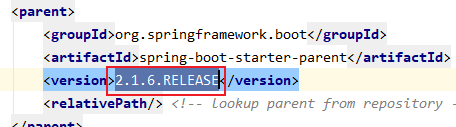 <parent>
<groupId>org.springframework.boot</groupId>
<artifactId>spring-boot-starter-parent</artifactId>
<version>2.1.6.RELEASE</version>
<relativePath/> <!-- lookup parent from repository -
</parent>